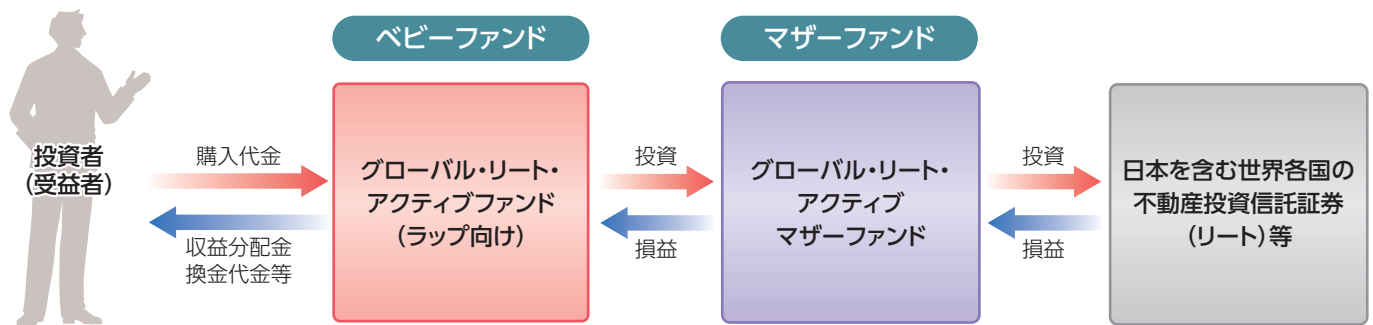 ベビーファンド
マザーファンド
投資者
(受益者)
購入代金
収益分配金
換金代金等
グローバル・リート・
アクティブファンド
(ラップ向け)
投資
損益
グローバル・リート・
アクティブ
マザーファンド
投資
損益
日本を含む世界各国の
不動産投資信託証券
(リート)等